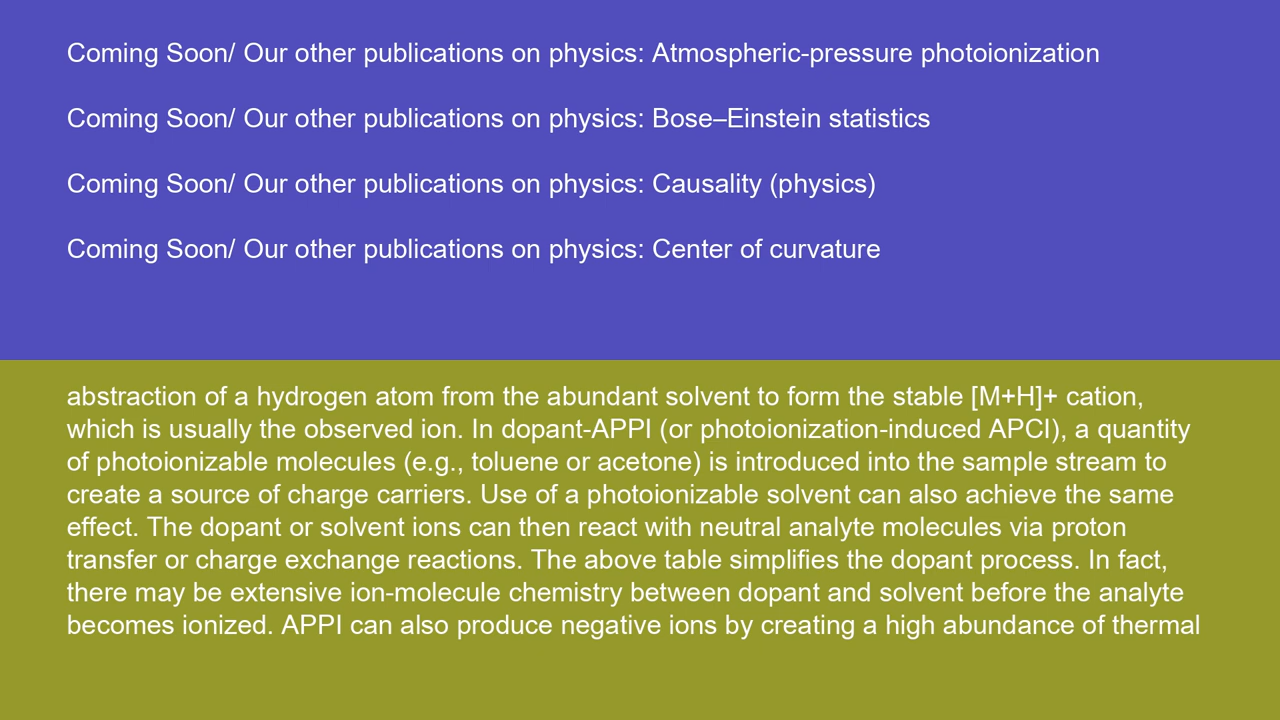 Coming Soon/ Our other publications on physics: Atmospheric-pressure photoionization
Coming Soon/ Our other publications on physics: Bose–Einstein statistics
Coming Soon/ Our other publications on physics: Causality (physics)
Coming Soon/ Our other publications on physics: Center of curvature
abstraction of a hydrogen atom from the abundant solvent to form the stable [M+H]+ cation,
which is usually the observed ion. In dopant-APPI (or photoionization-induced APCI), a quantity
of photoionizable molecules (e.g., toluene or acetone) is introduced into the sample stream to
create a source of charge carriers. Use of a photoionizable solvent can also achieve the same
effect. The dopant or solvent ions can then react with neutral analyte molecules via proton
transfer or charge exchange reactions. The above table simplifies the dopant process. In fact,
there may be extensive ion-molecule chemistry between dopant and solvent before the analyte
becomes ionized. APPI can also produce negative ions by creating a high abundance of thermal